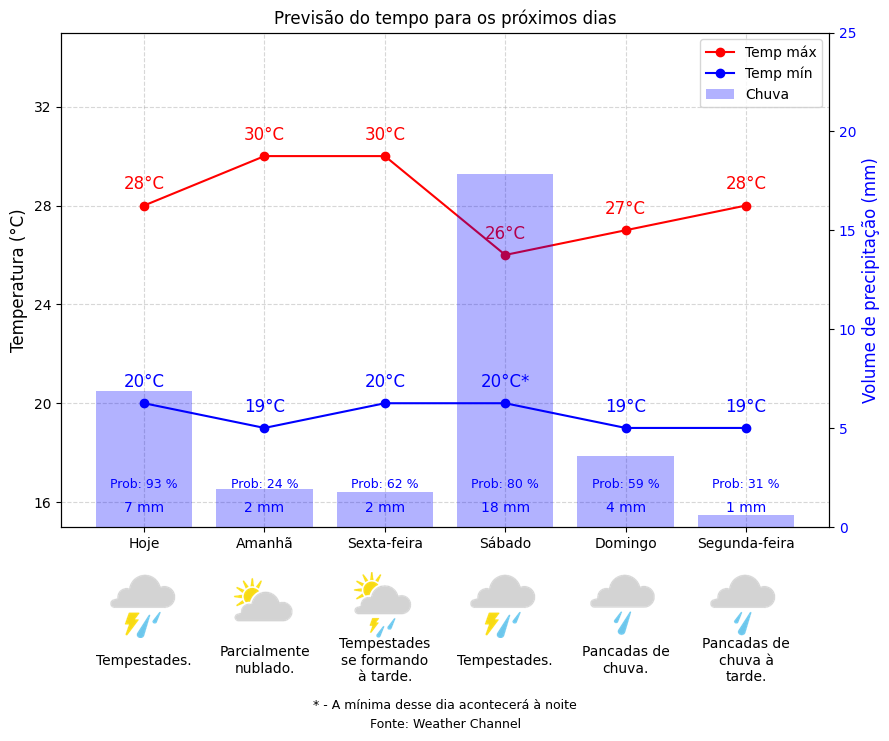 Previsão do tempo para os próximos dias
Temp máx
Temp mín
Chuva
Temperatura (°C)
32
28
24
20
16
Volume de precipitação (mm)
25
20
15
10
5
0
28°C
30°C
30°C
26°C
27°C
28°C
20°C
19°C
20°C
20°C*
19°C
19°C
Prob: 93 %
Prob: 24 %
Prob: 62 %
Prob: 80 %
Prob: 59 %
Prob: 31 %
7 mm
2 mm
2 mm
18 mm
4 mm
1 mm
Hoje
Amanhã
Sexta-feira
Sábado
Domingo
Segunda-feira
Tempestades.
Parcialmente
nublado.
Tempestades
se formando
à tarde.
Tempestades.
Pancadas de
chuva.
Pancadas de
chuva à
tarde.
* - A mínima desse dia acontecerá à noite
Fonte: Weather Channel